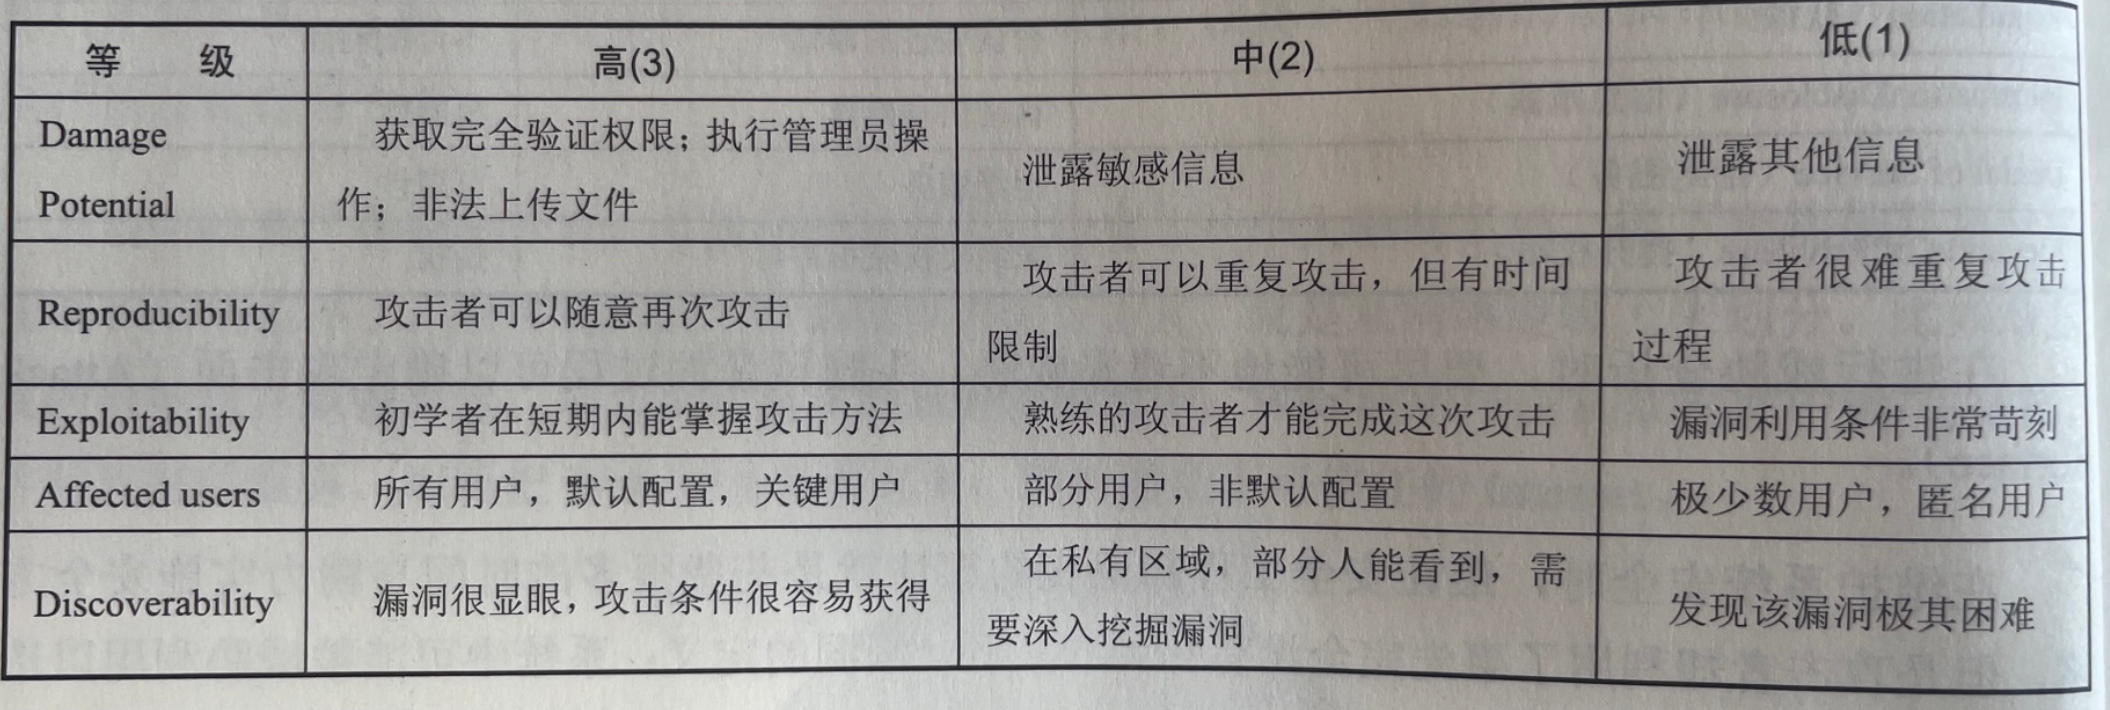 等 级 高(3) 中(2) 低(1)
Damage
Potential
获取完全验证权限；执行管理员操
作；非法上传文件
泄露敏感信息
泄露其他信息
Reproducibility
攻击者可以随意再次攻击
攻击者可以重复攻击，但有时间
限制
攻击者很难重复攻击
过程
Exploitability
初学者在短期内能掌握攻击方法
熟练的攻击者才能完成这次攻击
漏洞利用条件非常苛刻
Affected users
所有用户，默认配置，关键用户
部分用户，非默认配置
极少数用户，匿名用户
Discoverability
漏洞很显眼，攻击条件很容易获得
在私有区域，部分人能看到，需
要深入挖掘漏洞
发现该漏洞极其困难